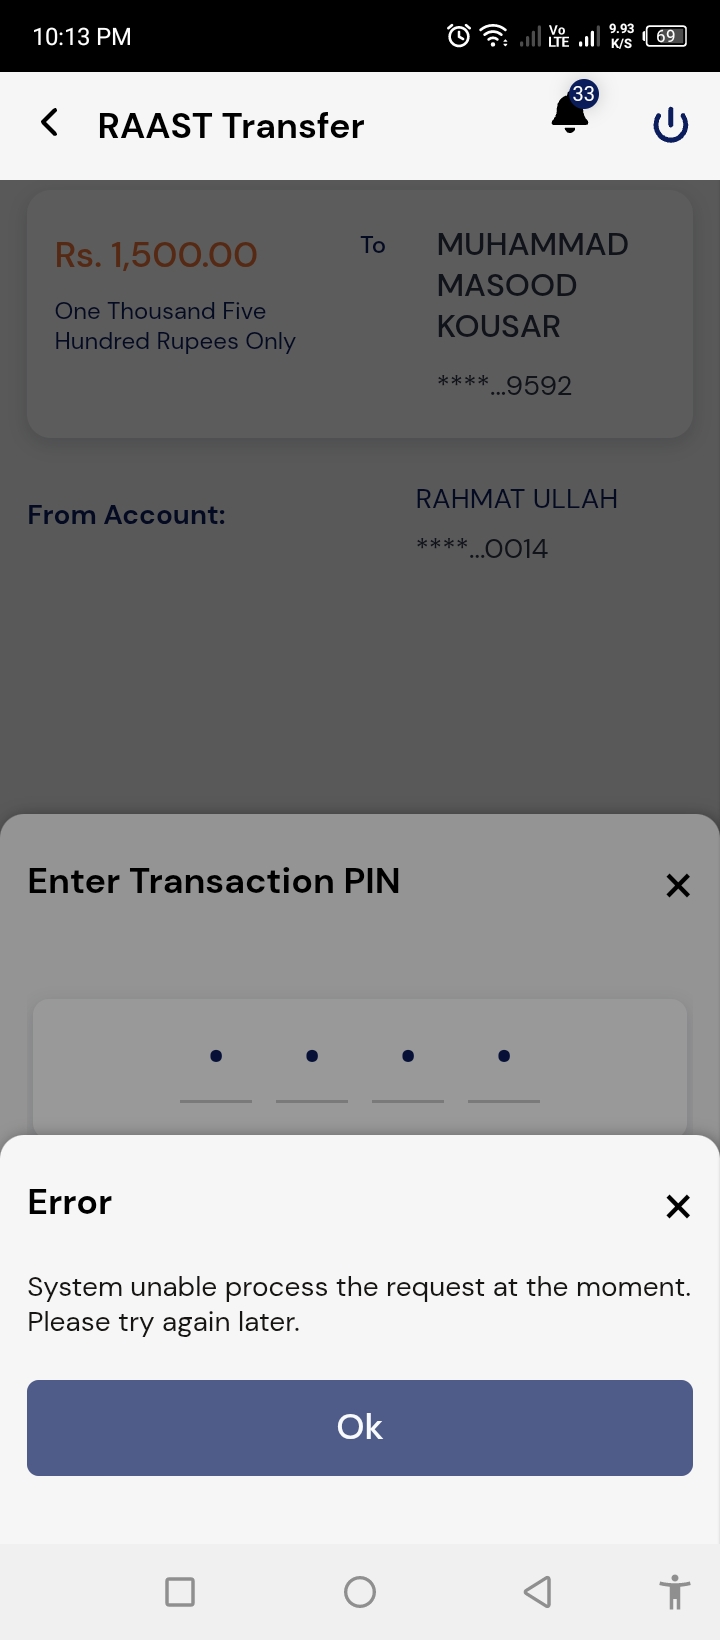 10:13 PM
Vo LTE
9.93 K/S
69
RAAST Transfer
33
Rs. 1,500.00
One Thousand Five
Hundred Rupees Only
To
MUHAMMAD
MASOOD
KOUSAR
****...9592
From Account:
RAHMAT ULLAH
****...0014
Enter Transaction PIN
Error
System unable process the request at the moment.
Please try again later.
Ok